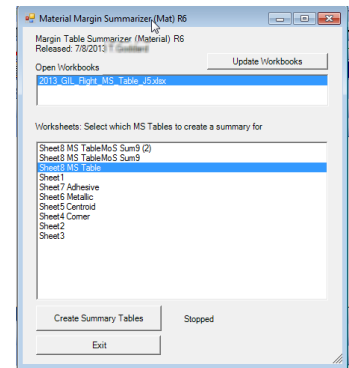 Material Margin Summarizer (Mat) R6
Margin Table Summarizer (Material) R6
Released: 7/8/2013
Update Workbooks
Open Workbooks
2013_GIL_Flight_MS_Table_J5.xlsx
Worksheets: Select which MS Tables to create a summary for
Sheet8 MS TableMoS Sum9 (2)
Sheet8 MS TableMoS Sum9
Sheet8 MS Table
Sheet1
Sheet7 Adhesive
Sheet6 Metallic
Sheet5 Centroid
Sheet4 Corner
Sheet2
Sheet3
Create Summary Tables
Stopped
Exit